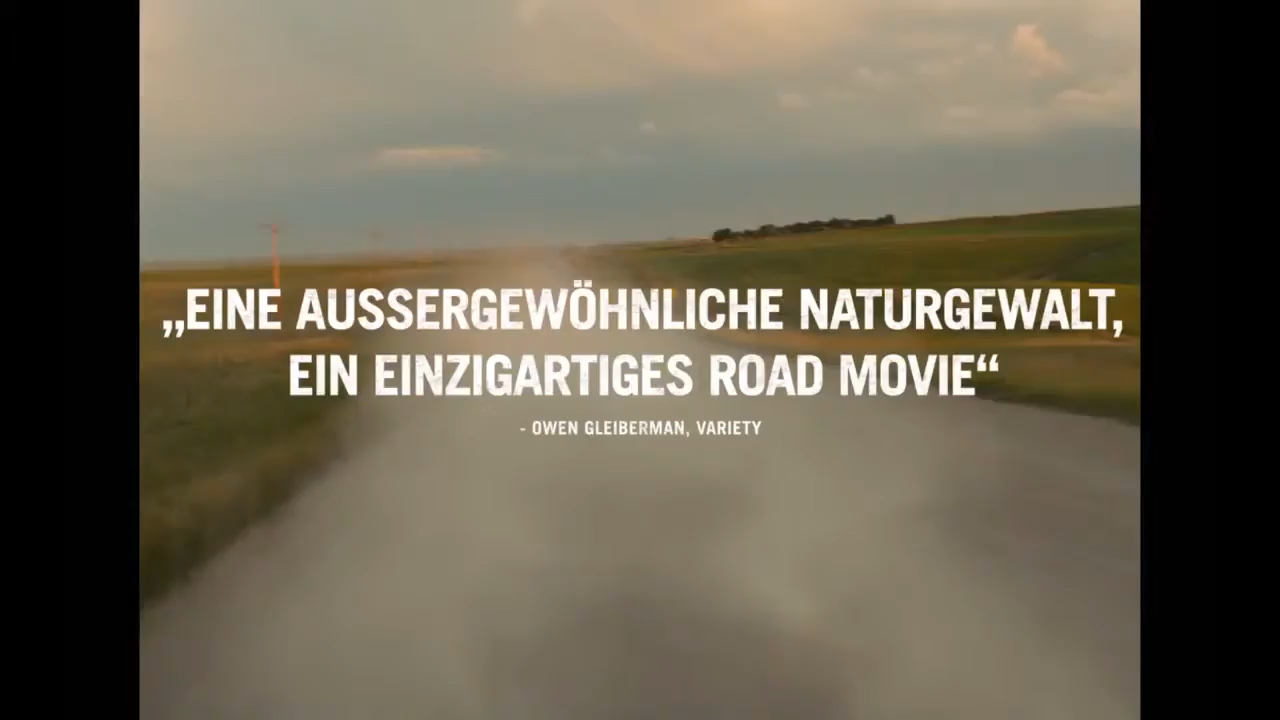 „EINE AUSSERGEWÖHNLICHE NATURGEWALT,
EIN EINZIGARTIGES ROAD MOVIE“
- OWEN GLEIBERMAN, VARIETY